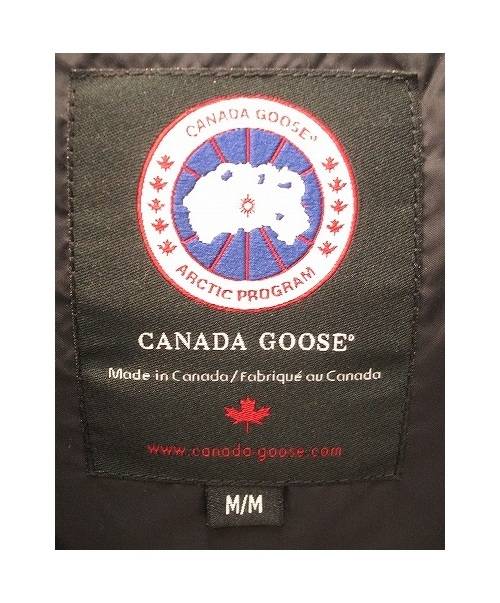 CANADA GOOSE®
ARCTIC PROGRAM
CANADA GOOSE®
Made in Canada/Fabriqué au Canada
www.canada-goose.com
M/M